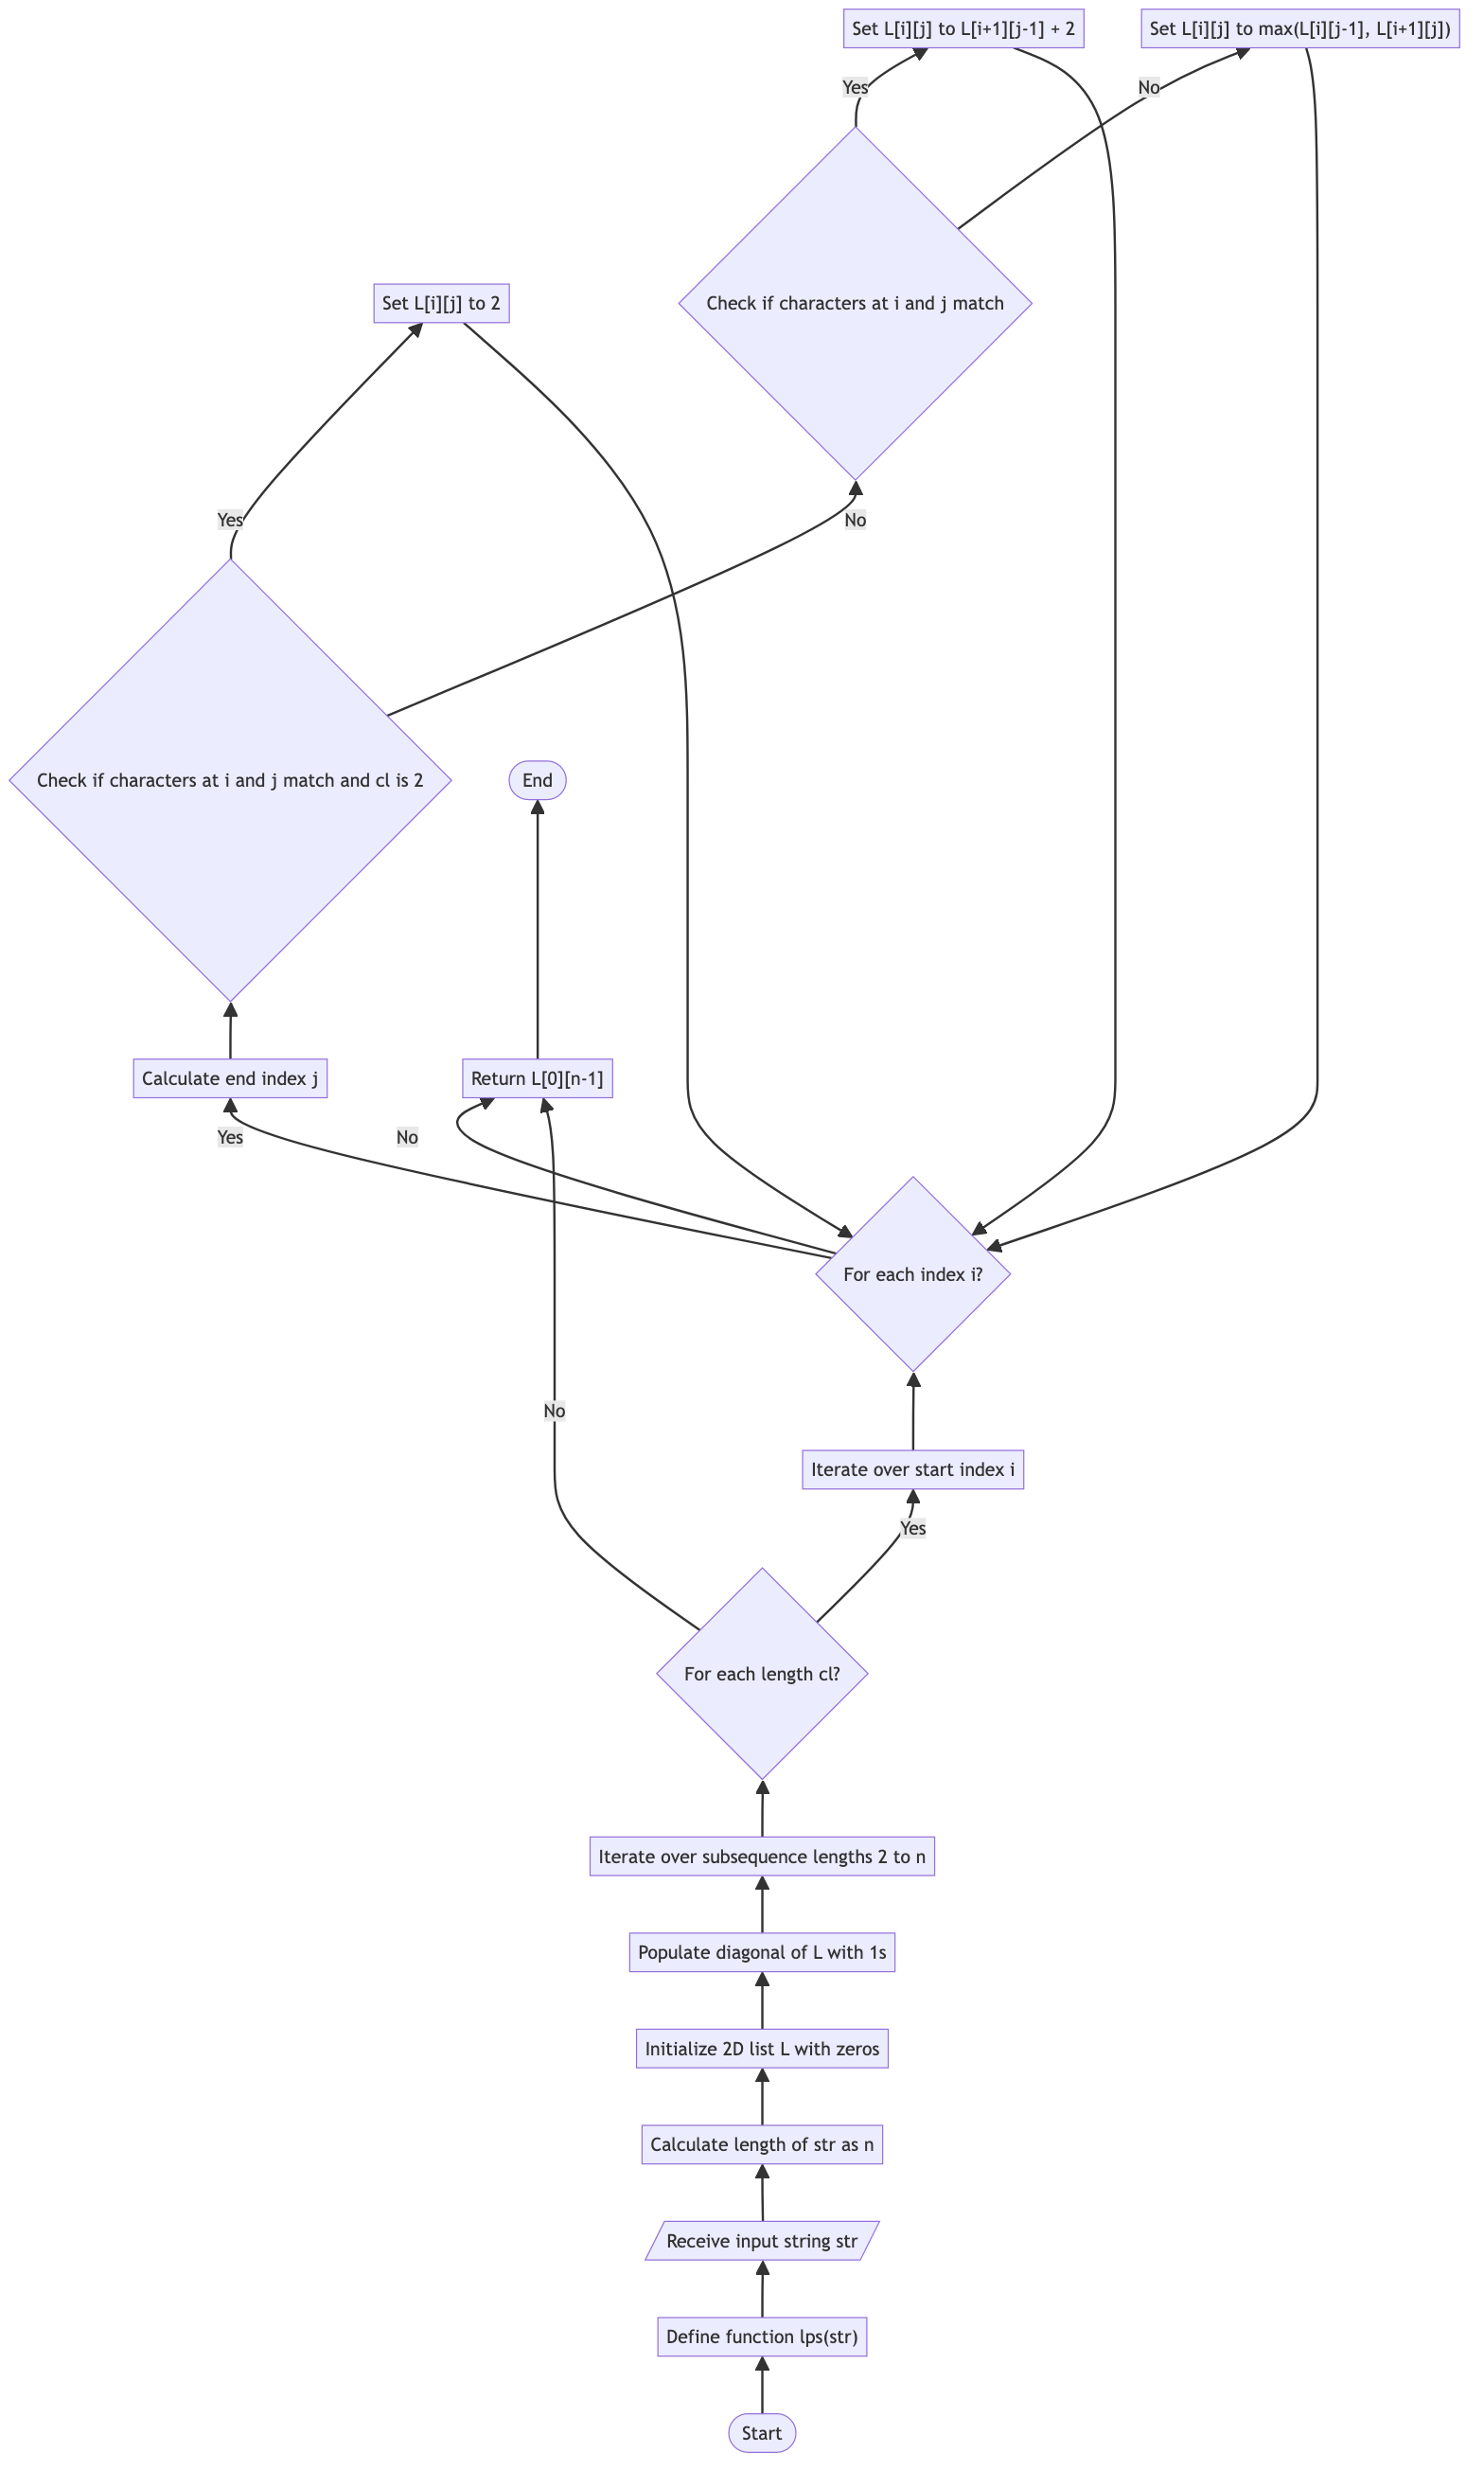 Set L[i][j] to L[i+1][j-1] + 2
Set L[i][j] to max(L[i][j-1], L[i+1][j])
Yes
No
Check if characters at i and j match
Set L[i][j] to 2
Yes
No
Check if characters at i and j match and cl is 2
End
Calculate end index j
Return L[0][n-1]
Yes
No
For each index i?
No
Iterate over start index i
Yes
For each length cl?
Iterate over subsequence lengths 2 to n
Populate diagonal of L with 1s
Initialize 2D list L with zeros
Calculate length of str as n
Receive input string str
Define function lps(str)
Start